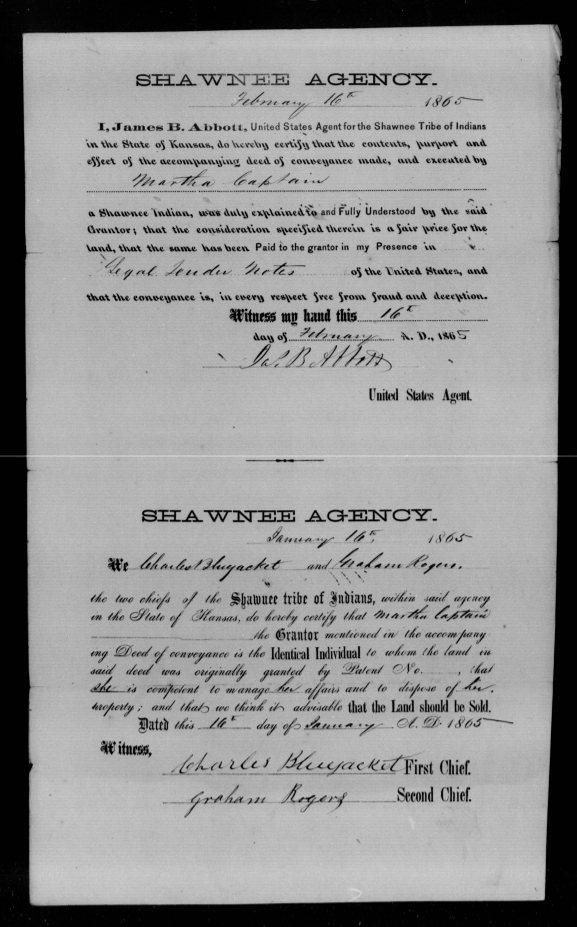 SHAWNEE AGENCY.
February 16th 1865
I, James B. Abbott, United States Agent for the Shawnee Tribe of Indians
in the State of Kansas, do hereby certify that the contents, purport and
effect of the accompanying deed of conveyance made, and executed by
Martha Captain
a Shawnee Indian, was duly explained to and Fully Understood by the said
Grantor; that the consideration specified therein is a fair price for the
land, that the same has been Paid to the grantor in my Presence in
Legal Tender Notes of the United States, and
that the conveyance is, in every respect free from fraud and deception.
Witness my hand this 16th
day of February A. D., 1865
Jas. B. Abbott
United States Agent.
SHAWNEE AGENCY.
January 16th, 1865
We Charles Bluejacket and Graham Rogers,
the two chiefs of the Shawnee tribe of Indians, within said agency
in the State of Kansas, do hereby certify that Martha Captain
the Grantor mentioned in the accompany
ing Deed of conveyance is the Identical Individual to whom the land in
said deed was originally granted by Patent No. , that
she is competent to manage her affairs and to dispose of her
property; and that we think it advisable that the Land should be Sold.
Dated this 16th day of January A. D. 1865
Witness,
Charles Bluejacket First Chief.
Graham Rogers Second Chief.